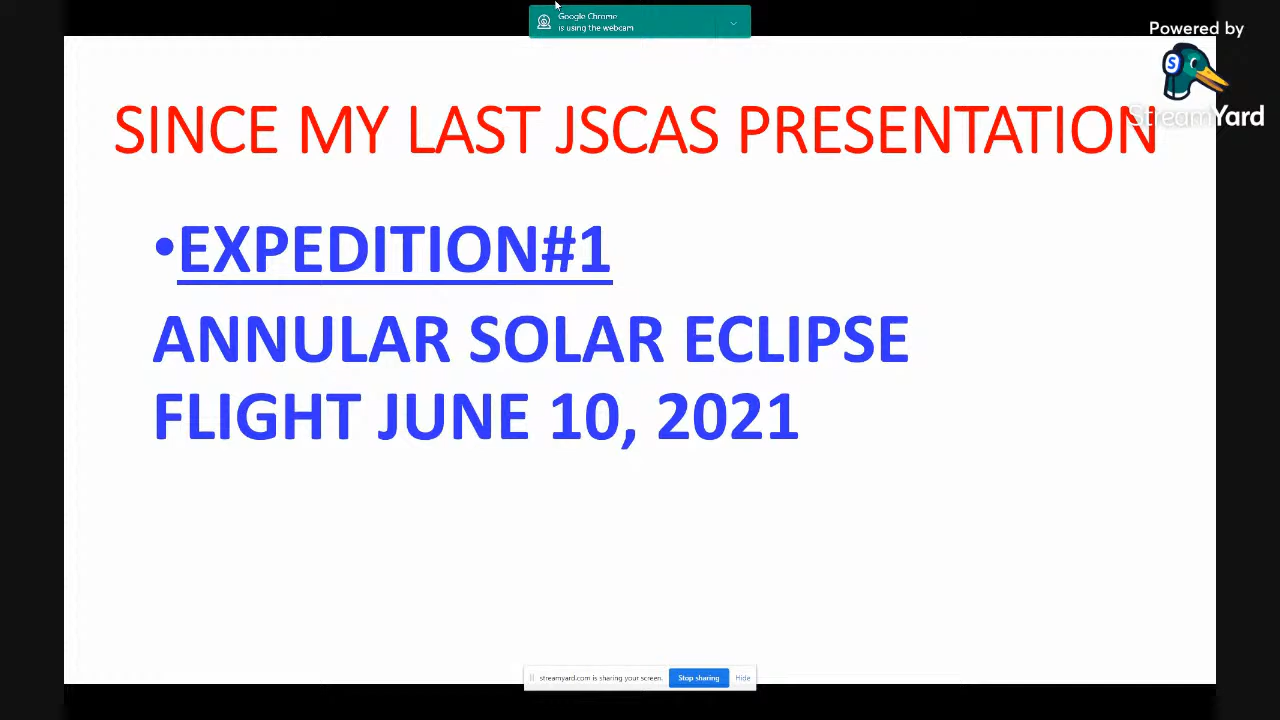 Google Chrome
is using the webcam
Powered by
StreamYard
SINCE MY LAST JSCAS PRESENTATION
•EXPEDITION#1
ANNULAR SOLAR ECLIPSE
FLIGHT JUNE 10, 2021
streamyard.com is sharing your screen. Stop sharing Hide